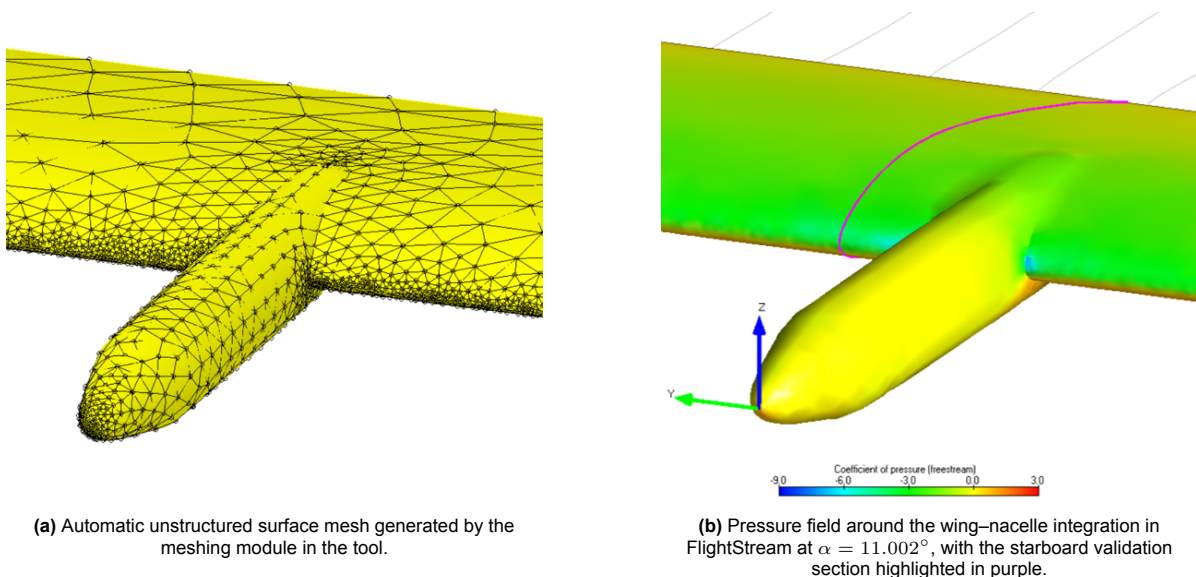 Z
Y
Coefficient of pressure (freestream)
-9.0 -6.0 -3.0 0.0 3.0
(a) Automatic unstructured surface mesh generated by the
meshing module in the tool.
(b) Pressure field around the wing–nacelle integration in
FlightStream at α = 11.002°, with the starboard validation
section highlighted in purple.